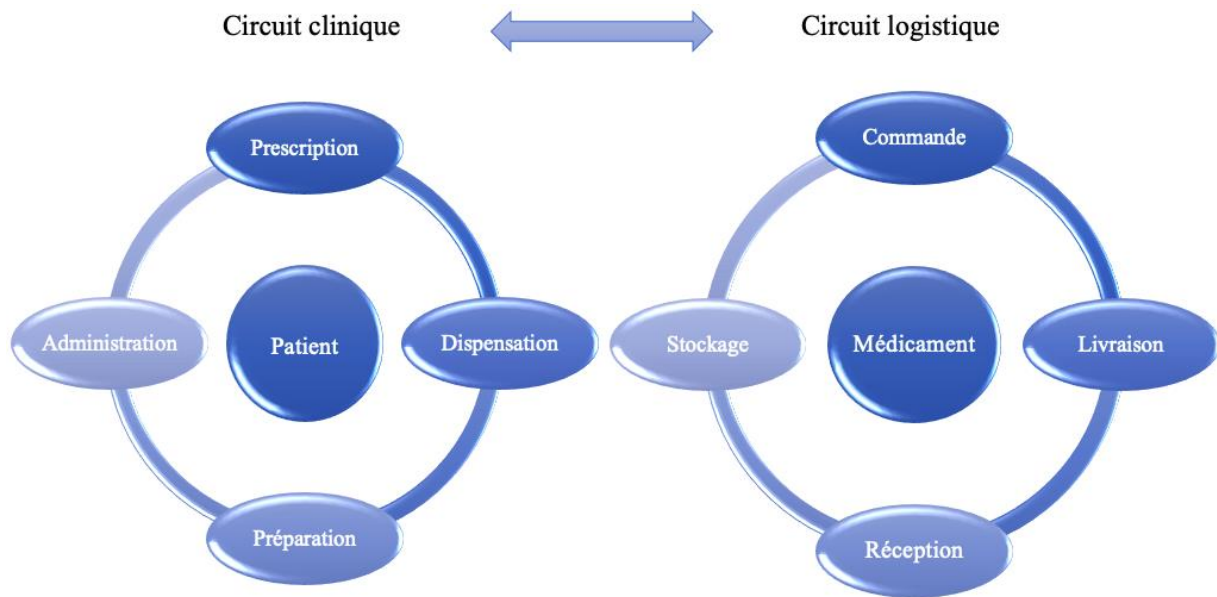 Circuit clinique
Circuit logistique
Prescription
Administration
Patient
Dispensation
Préparation
Commande
Stockage
Médicament
Livraison
Réception